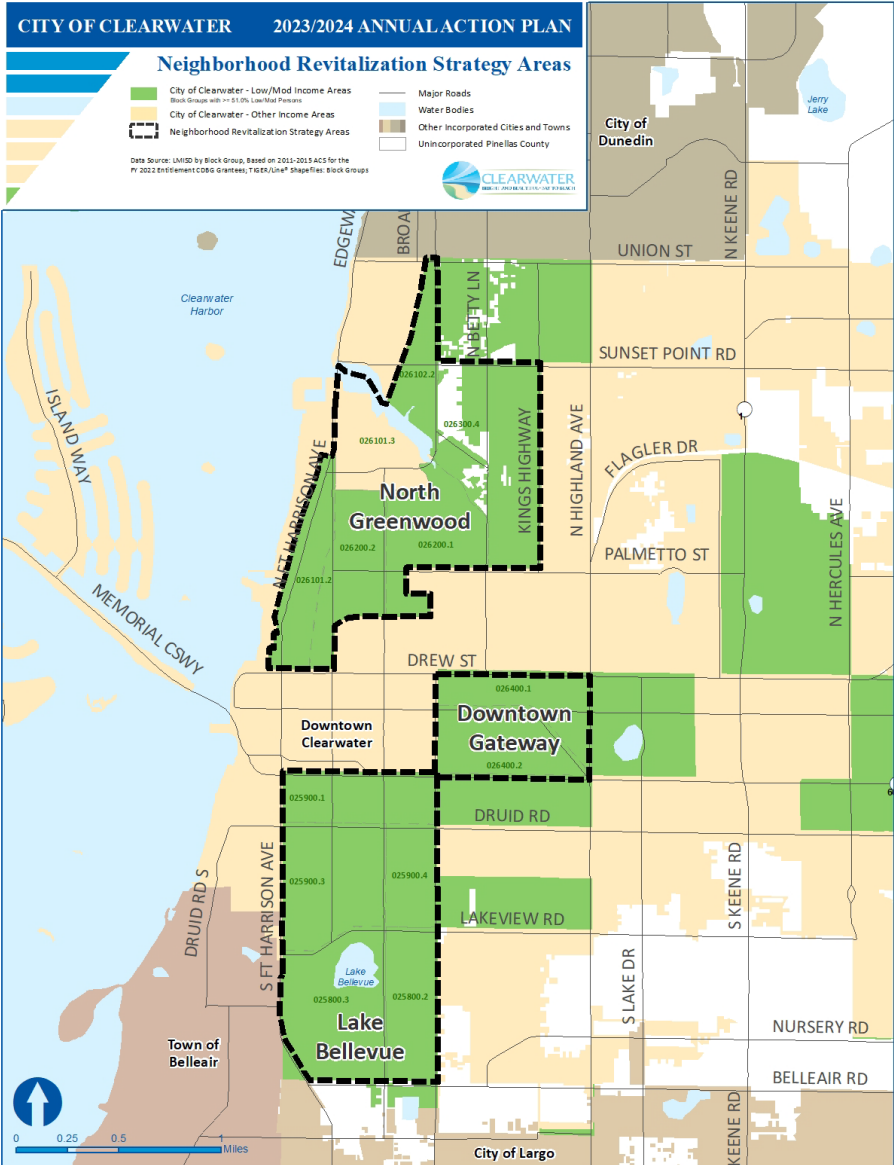 CITY OF CLEARWATER 2023/2024 ANNUAL ACTION PLAN
Neighborhood Revitalization Strategy Areas
City of Clearwater - Low/Mod Income Areas
Block Groups with >= 51.0% Low/Mod Persons
City of Clearwater - Other Income Areas
Neighborhood Revitalization Strategy Areas
Major Roads
Water Bodies
Other Incorporated Cities and Towns
Unincorporated Pinellas County
Data Source: LMISD by Block Group, Based on 2011-2015 ACS for the
FY 2022 Entitlement CDBG Grantees; TIGER/Line® Shapefiles: Block Groups
CLEARWATER
City of
Dunedin
Jerry
Lake
N KEENE RD
EDGEWA
BROA
UNION ST
Clearwater
Harbor
N BETTY LN
SUNSET POINT RD
026102.2
ISLAND WAY
026300.4
026101.3
1
KINGS HIGHWAY
N HIGHLAND AVE
FLAGLER DR
N FT HARRISON AVE
North
Greenwood
N HERCULES AVE
026200.2
026200.1
PALMETTO ST
026101.2
MEMORIAL CSWY
DREW ST
026400.1
Downtown
Gateway
Downtown
Clearwater
026400.2
6
025900.1
DRUID RD
S FT HARRISON AVE
025900.3
025900.4
DRUID RD S
S KEENE RD
LAKEVIEW RD
Lake
Bellevue
025800.3
025800.2
S LAKE DR
Lake
Bellevue
NURSERY RD
Town of
Belleair
BELLEAIR RD
KEENE RD
0 0.25 0.5 1
Miles
City of Largo